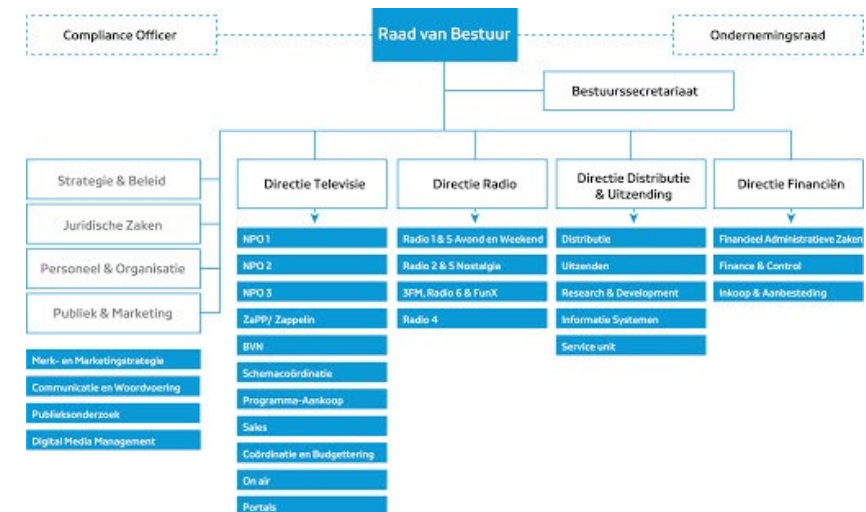 Compliance Officer
Raad van Bestuur
Ondernemingsraad
Bestuurssecretariaat
Strategie & Beleid
Juridische Zaken
Personeel & Organisatie
Publiek & Marketing
Merk- en Marketingstrategie
Communicatie en Woordvoering
Publieksonderzoek
Digital Media Management
Directie Televisie
NPO 1
NPO 2
NPO 3
ZaPP/ Zappelin
BVN
Schemacoördinatie
Programma-Aankoop
Sales
Coördinatie en Budgettering
On air
Portals
Directie Radio
Radio 1 & 5 Avond en Weekend
Radio 2 & 5 Nostalgia
3FM, Radio 6 & FunX
Radio 4
Directie Distributie
& Uitzending
Distributie
Uitzenden
Research & Development
Informatie Systemen
Service unit
Directie Financiën
Financieel Administratieve Zaken
Finance & Control
Inkoop & Aanbesteding